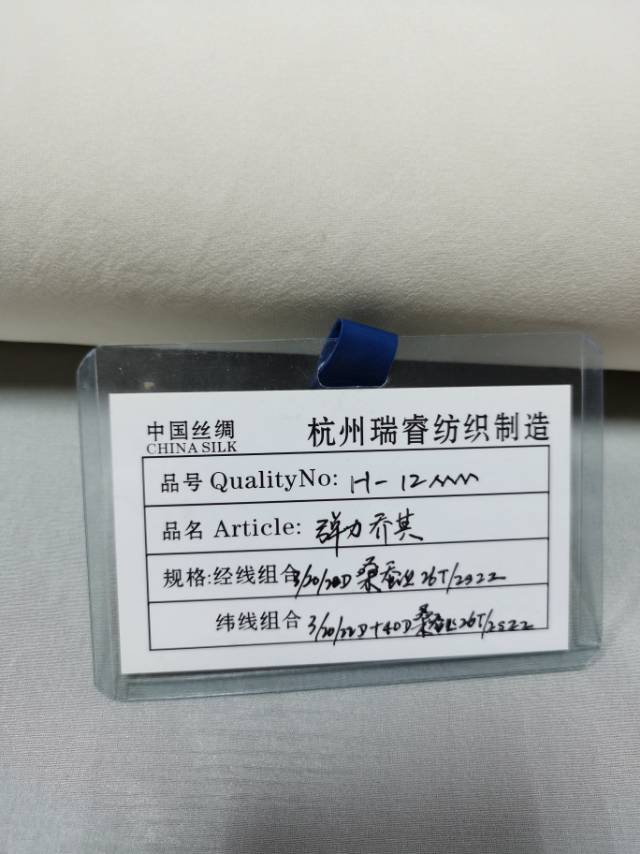 中国丝绸
CHINA SILK
杭州瑞睿纺织制造
品号 QualityNo: H-12mm
品名 Article: 弹力乔其
规格:经线组合 3/20/22D 桑蚕丝 26T/2S2Z
纬线组合 3/20/22D+40D 桑蚕丝 26T/2S2Z